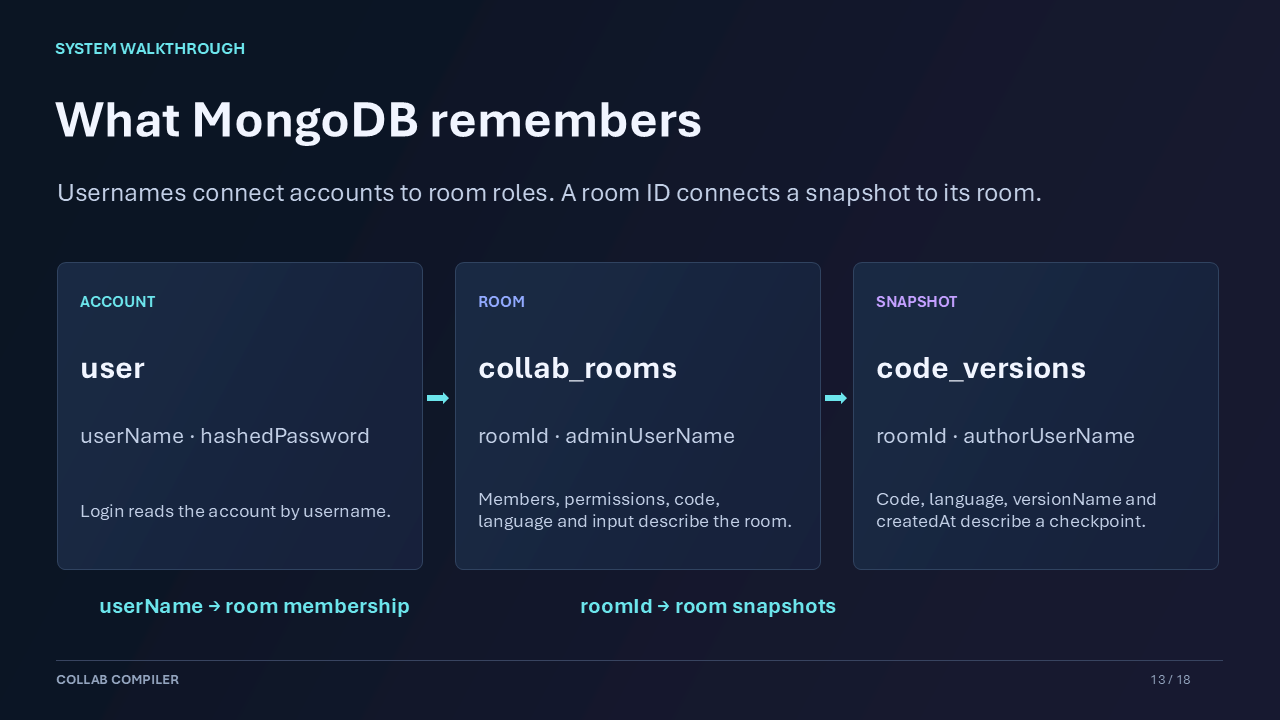 SYSTEM WALKTHROUGH
What MongoDB remembers
Usernames connect accounts to room roles. A room ID connects a snapshot to its room.
ACCOUNT
user
userName · hashedPassword
Login reads the account by username.
ROOM
collab_rooms
roomId · adminUserName
Members, permissions, code,
language and input describe the room.
SNAPSHOT
code_versions
roomId · authorUserName
Code, language, versionName and
createdAt describe a checkpoint.
userName → room membership
roomId → room snapshots
COLLAB COMPILER
13 / 18